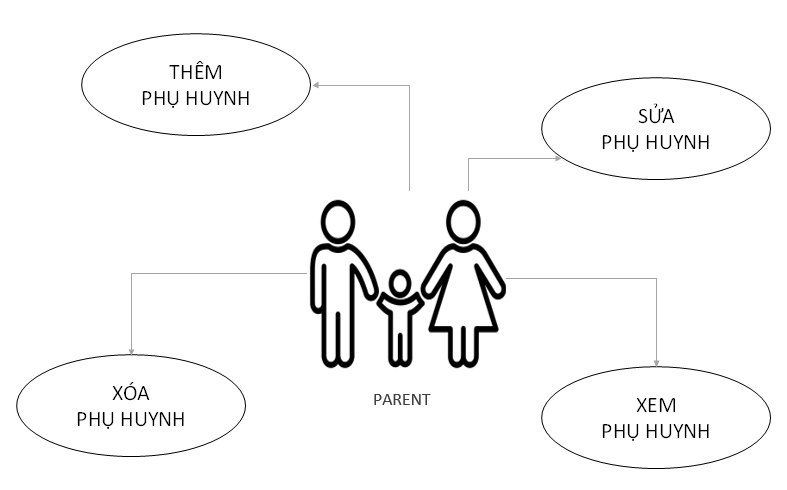 THÊM
PHỤ HUYNH
SỬA
PHỤ HUYNH
XÓA
PHỤ HUYNH
PARENT
XEM
PHỤ HUYNH